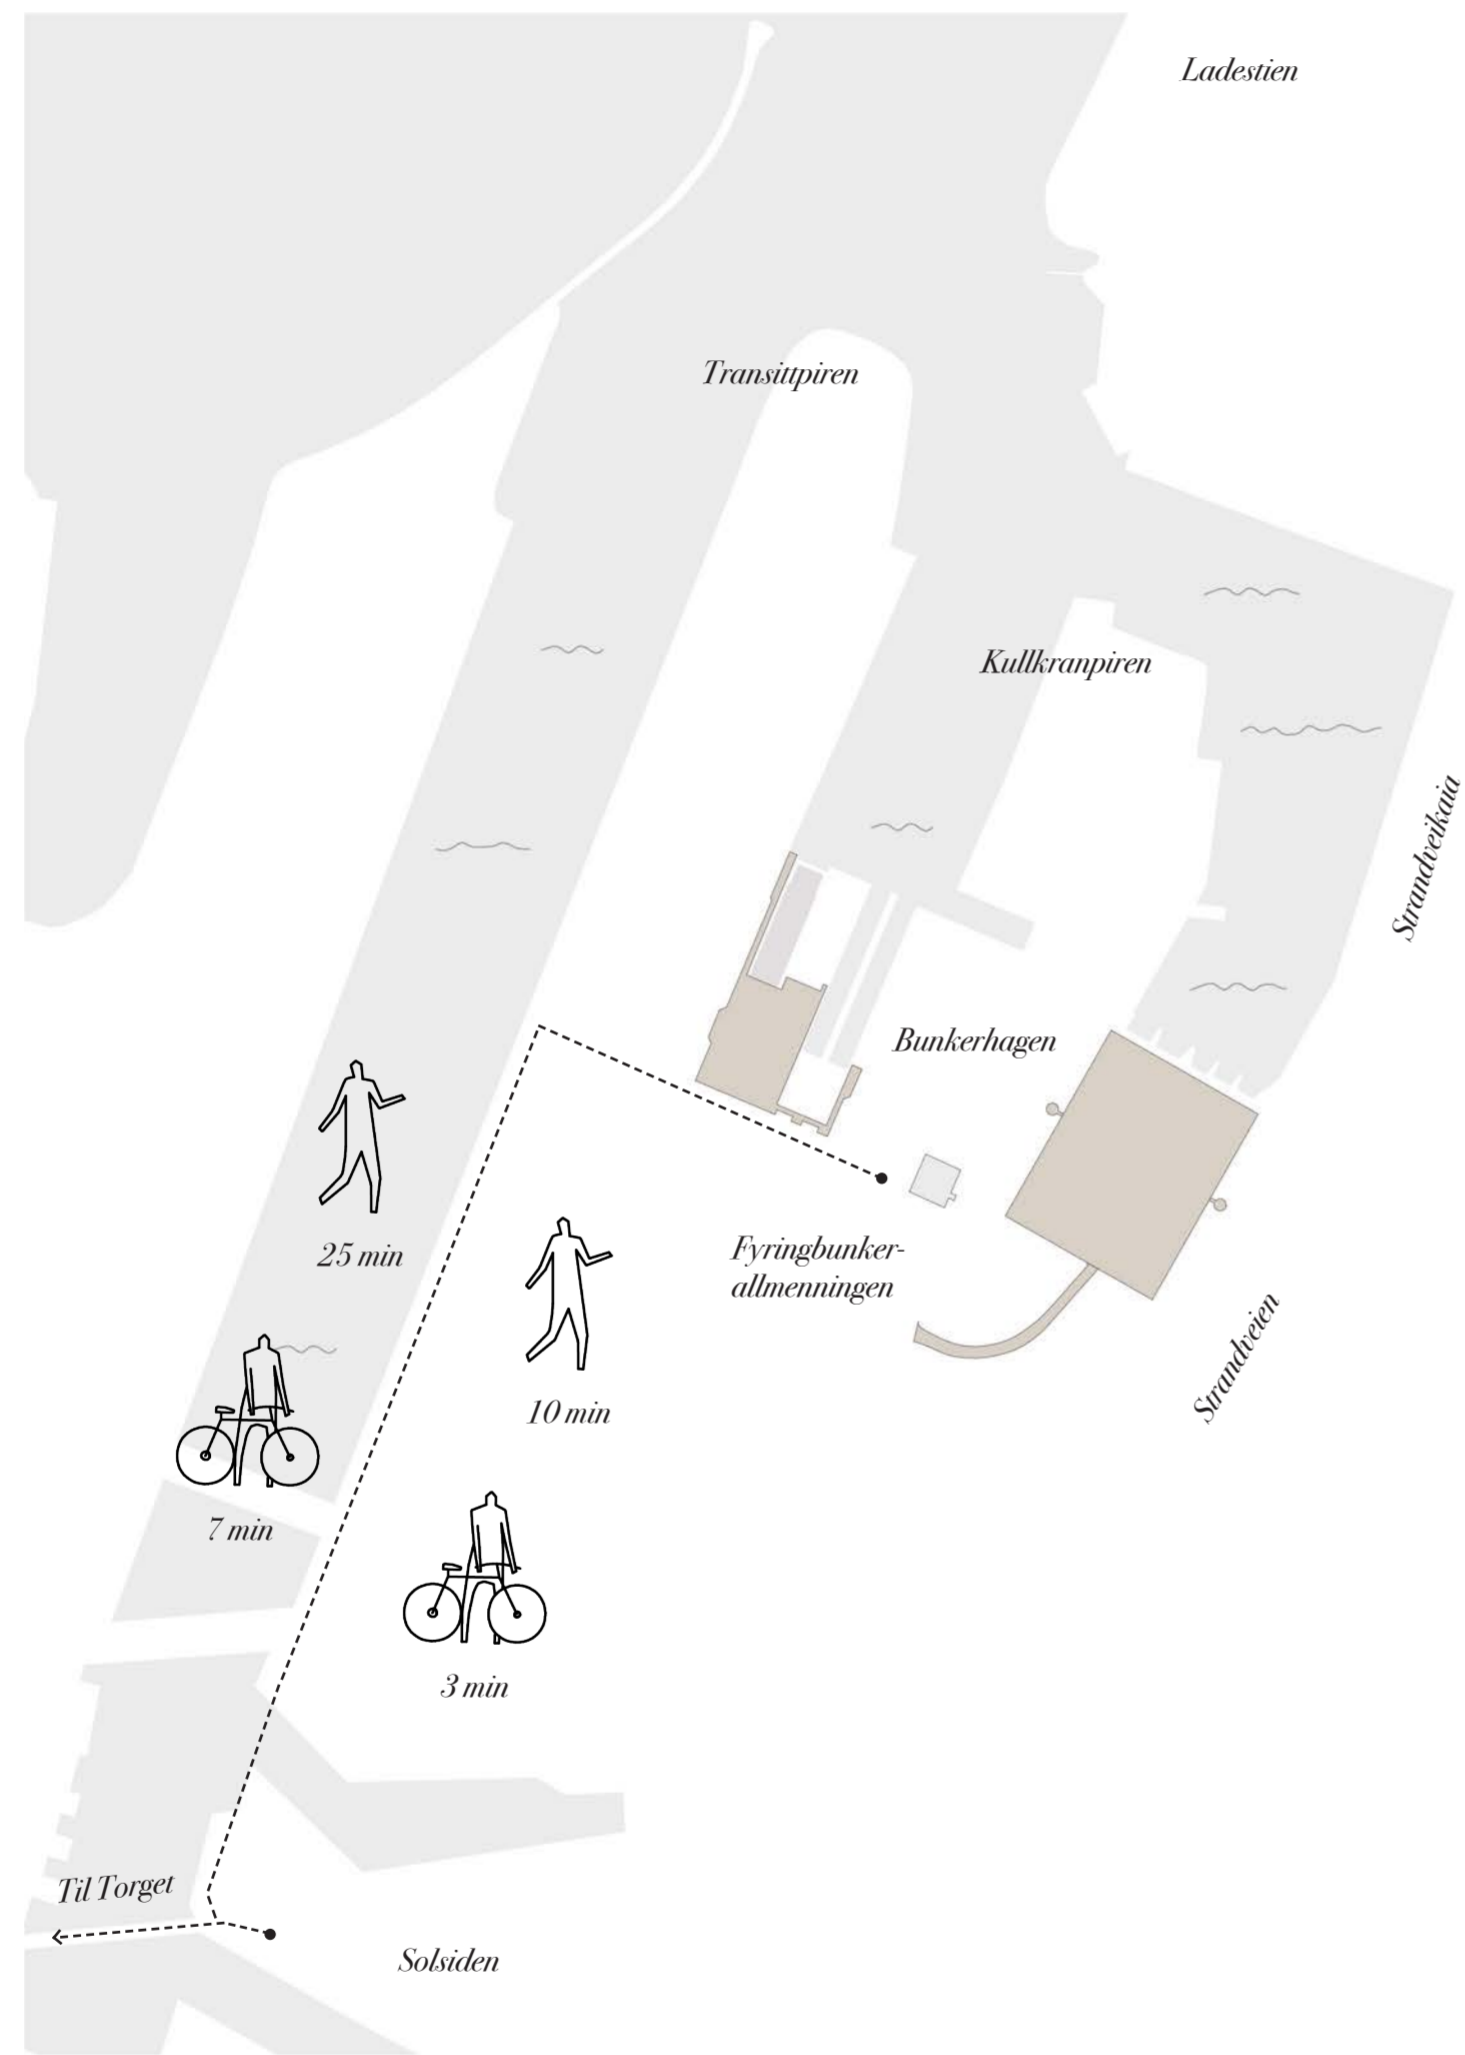 Ladestien
Transittpiren
Kullkranpiren
Strandveikaia
Bunkerhagen
25 min
Fyringbunker-
allmenningen
Strandveien
10 min
7 min
3 min
Til Torget
Solsiden